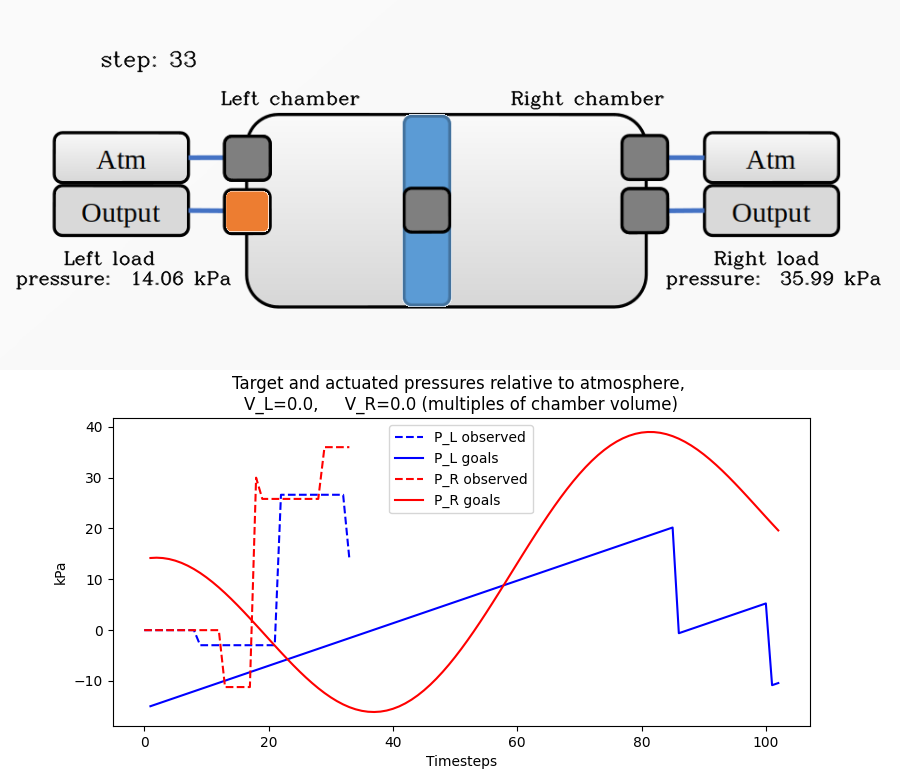 step: 33
Left chamber
Right chamber
Atm
Atm
Output
Output
Left load
pressure: 14.06 kPa
Right load
pressure: 35.99 kPa
Target and actuated pressures relative to atmosphere,
V_L=0.0, V_R=0.0 (multiples of chamber volume)
P_L observed
P_L goals
P_R observed
P_R goals
40
30
20
10
0
−10
kPa
0 20 40 60 80 100
Timesteps